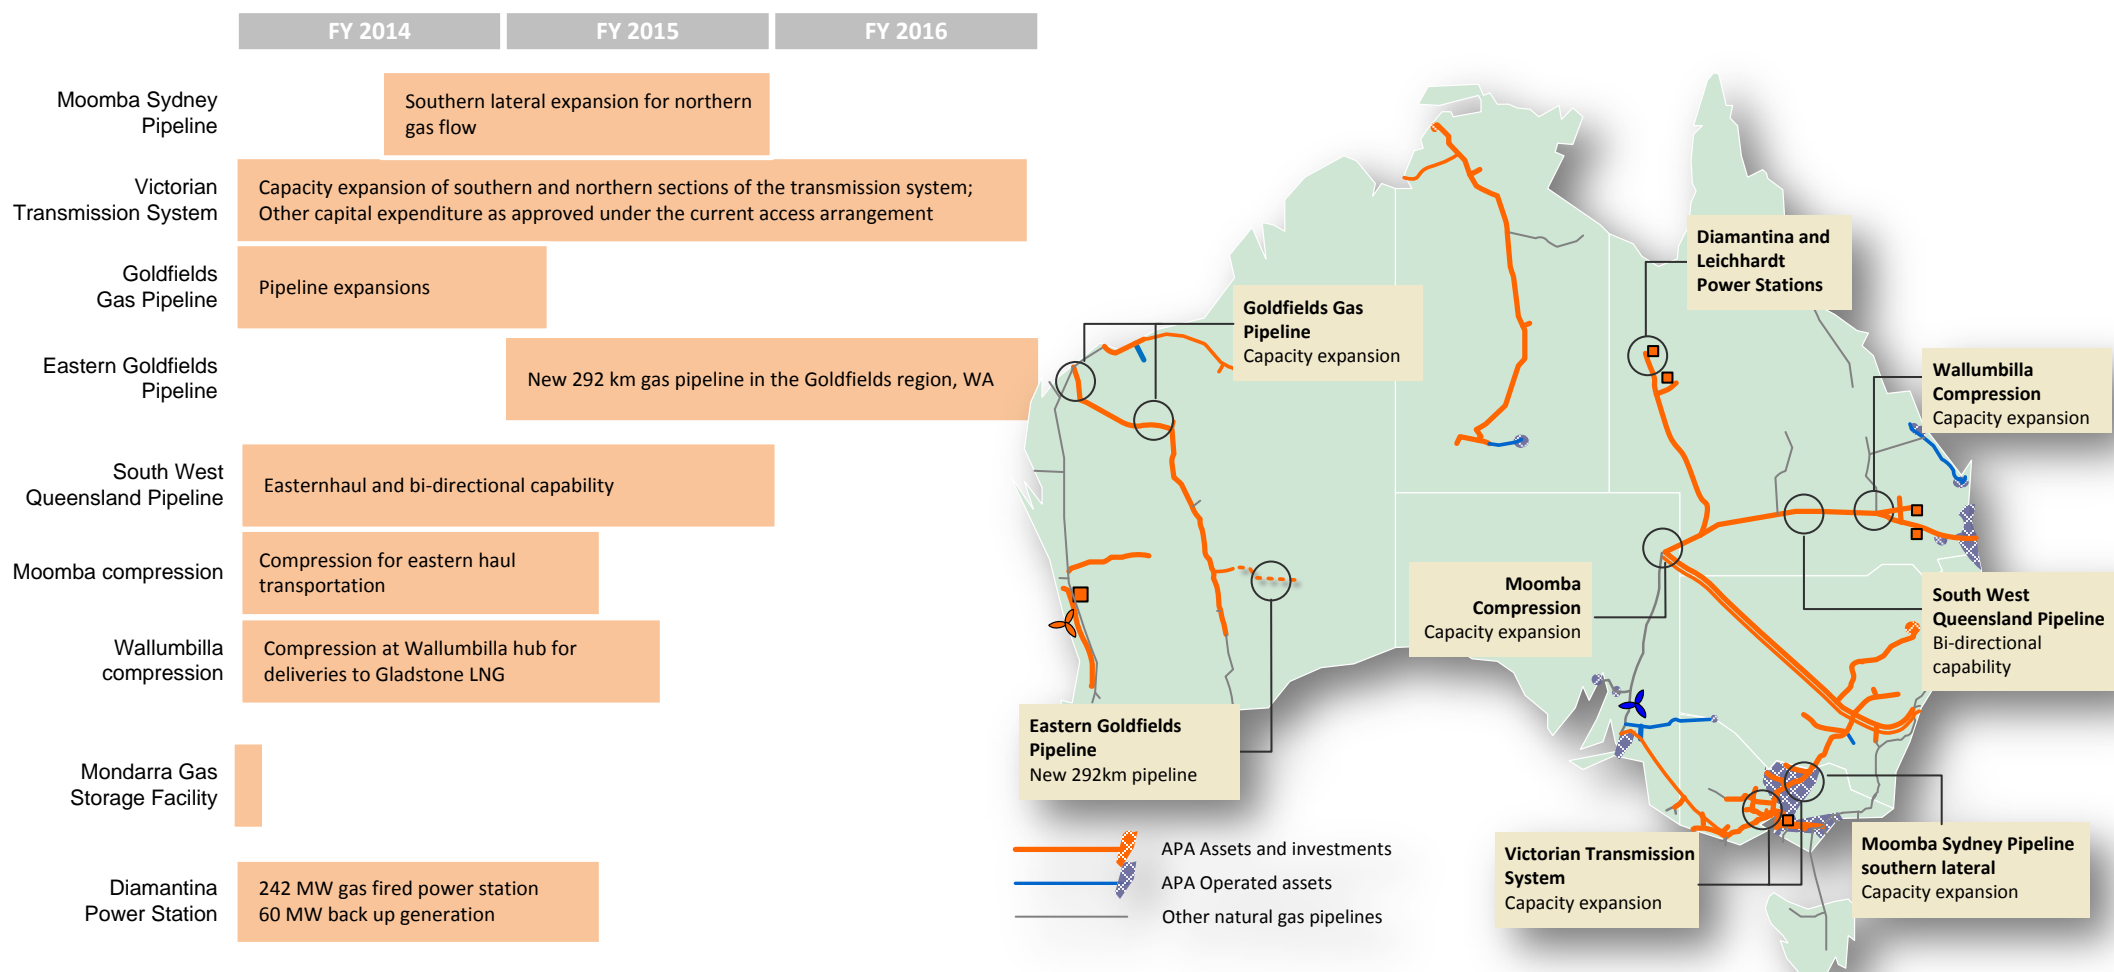 FY 2014
FY 2015
FY 2016
Moomba Sydney
Pipeline
Southern lateral expansion for northern
gas flow
Victorian
Transmission System
Capacity expansion of southern and northern sections of the transmission system;
Other capital expenditure as approved under the current access arrangement
Goldfields
Gas Pipeline
Pipeline expansions
Eastern Goldfields
Pipeline
New 292 km gas pipeline in the Goldfields region, WA
South West
Queensland Pipeline
Easternhaul and bi-directional capability
Moomba compression
Compression for eastern haul
transportation
Wallumbilla
compression
Compression at Wallumbilla hub for
deliveries to Gladstone LNG
Mondarra Gas
Storage Facility
Diamantina
Power Station
242 MW gas fired power station
60 MW back up generation
Diamantina and
Leichhardt
Power Stations
Goldfields Gas
Pipeline
Capacity expansion
Wallumbilla
Compression
Capacity expansion
Moomba
Compression
Capacity expansion
South West
Queensland Pipeline
Bi-directional
capability
Eastern Goldfields
Pipeline
New 292km pipeline
Victorian Transmission
System
Capacity expansion
Moomba Sydney Pipeline
southern lateral
Capacity expansion
APA Assets and investments
APA Operated assets
Other natural gas pipelines